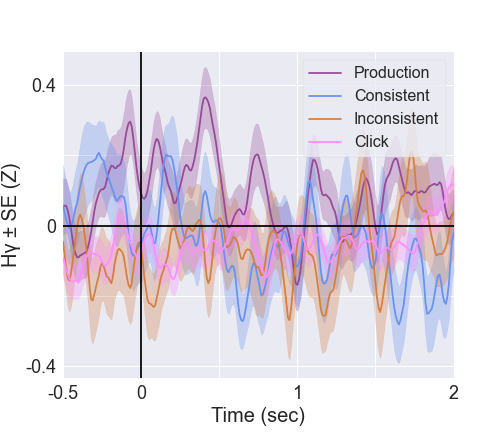 Production
Consistent
Inconsistent
Click
0.4
0
-0.4
Hγ ± SE (Z)
-0.5
0
1
2
Time (sec)